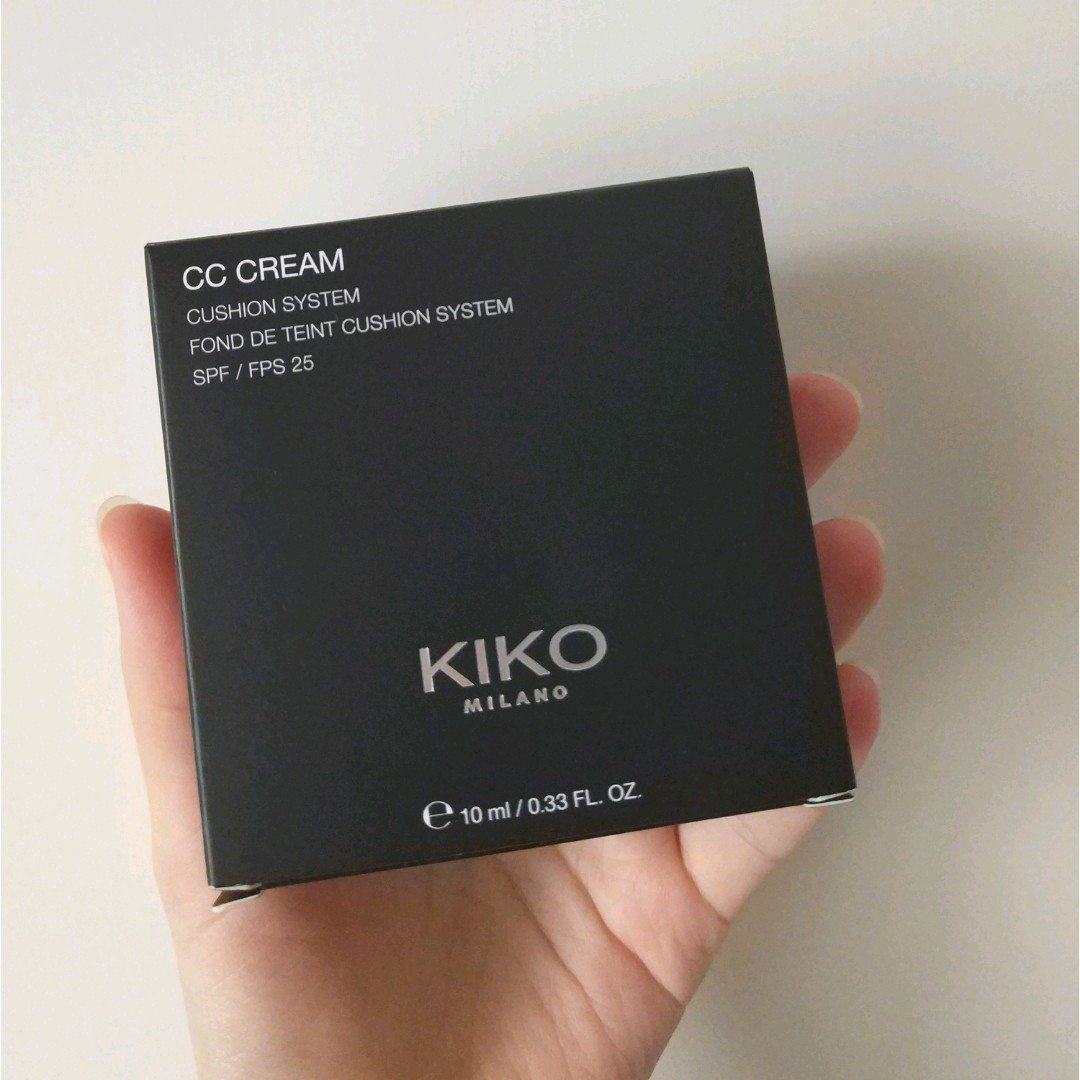 CC CREAM
CUSHION SYSTEM
FOND DE TEINT CUSHION SYSTEM
SPF / FPS 25
KIKO
MILANO
℮ 10 ml / 0.33 FL. OZ.